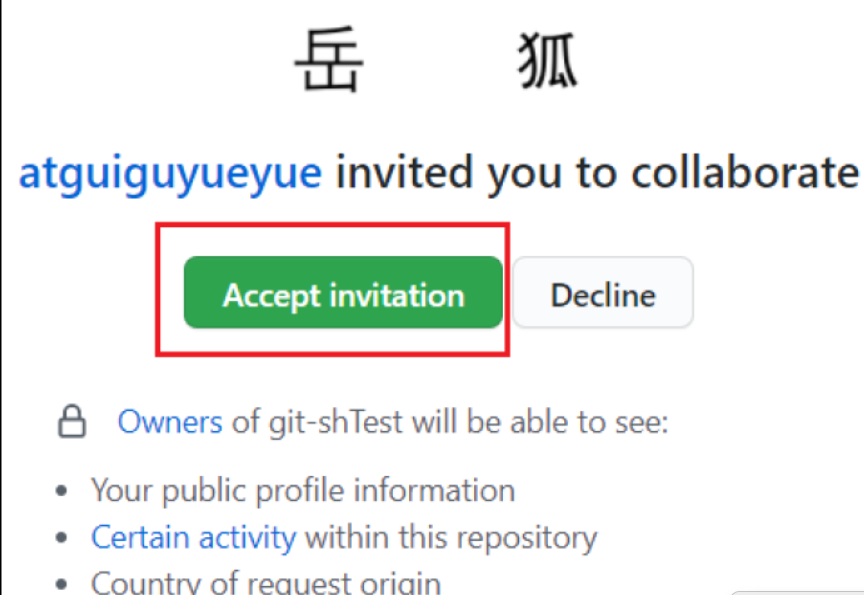 岳 狐
atguiguyueyue invited you to collaborate
Accept invitation Decline
Owners of git-shTest will be able to see:
• Your public profile information
• Certain activity within this repository
• Country of request origin